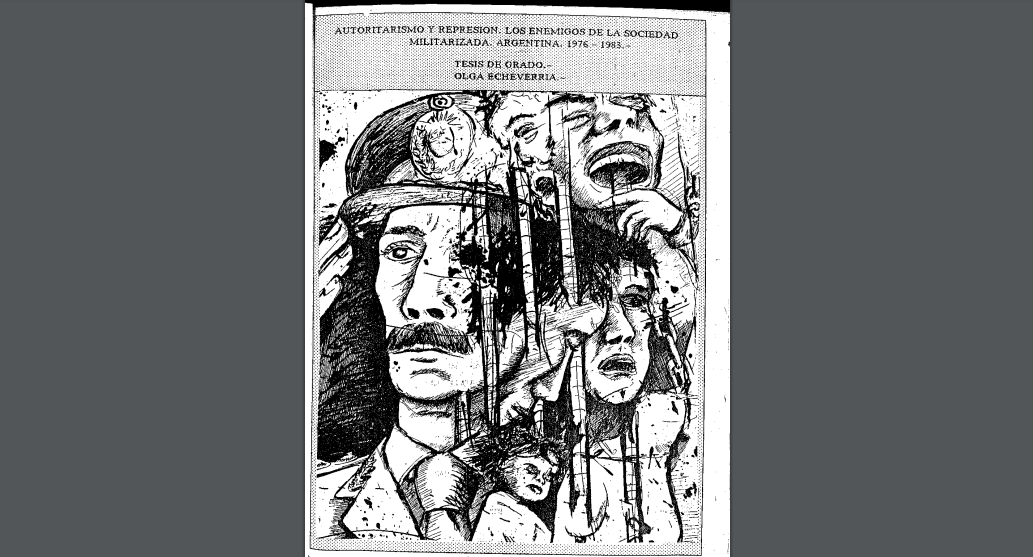 AUTORITARISMO Y REPRESION. LOS ENEMIGOS DE LA SOCIEDAD
MILITARIZADA. ARGENTINA. 1976 - 1983.-
TESIS DE GRADO.-
OLGA ECHEVERRIA.-